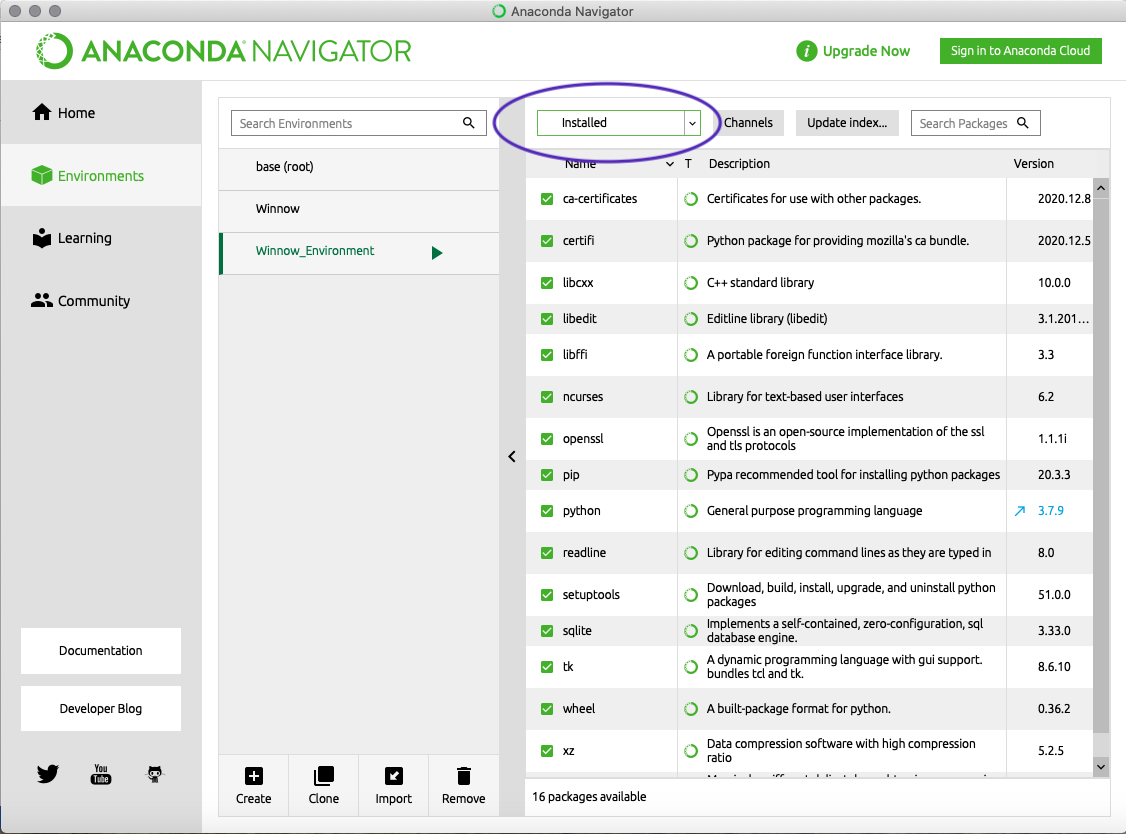 Anaconda Navigator
ANACONDA NAVIGATOR
Upgrade Now
Sign in to Anaconda Cloud
Home
Environments
Learning
Community
Documentation
Developer Blog
You
Tube
Search Environments
base (root)
Winnow
Winnow_Environment
Create
Clone
Import
Remove
Installed
Channels
Update index...
Search Packages
Name T Description Version
ca-certificates Certificates for use with other packages. 2020.12.8
certifi Python package for providing mozilla's ca bundle. 2020.12.5
libcxx C++ standard library 10.0.0
libedit Editline library (libedit) 3.1.201...
libffi A portable foreign function interface library. 3.3
ncurses Library for text-based user interfaces 6.2
openssl Openssl is an open-source implementation of the ssl
and tls protocols 1.1.1i
pip Pypa recommended tool for installing python packages 20.3.3
python General purpose programming language 3.7.9
readline Library for editing command lines as they are typed in 8.0
setuptools Download, build, install, upgrade, and uninstall python
packages 51.0.0
sqlite Implements a self-contained, zero-configuration, sql
database engine. 3.33.0
tk A dynamic programming language with gui support.
bundles tcl and tk. 8.6.10
wheel A built-package format for python. 0.36.2
xz Data compression software with high compression
ratio 5.2.5
16 packages available